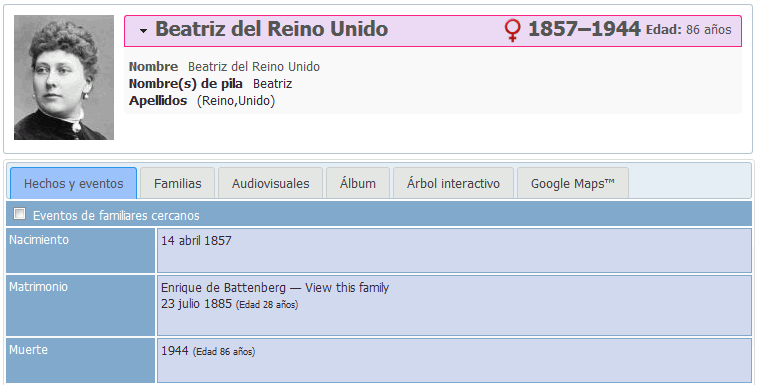 Beatriz del Reino Unido 1857–1944 Edad: 86 años
Nombre Beatriz del Reino Unido
Nombre(s) de pila Beatriz
Apellidos (Reino,Unido)
Hechos y eventos Familias Audiovisuales Álbum Árbol interactivo Google Maps™
Eventos de familiares cercanos
Nacimiento 14 abril 1857
Matrimonio Enrique de Battenberg — View this family
23 julio 1885 (Edad 28 años)
Muerte 1944 (Edad 86 años)